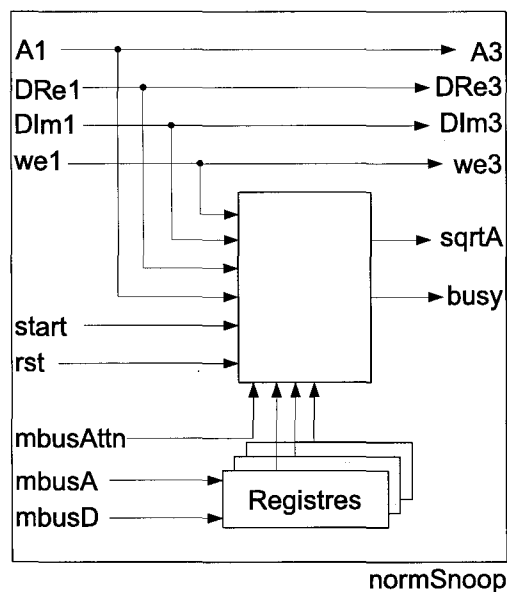 A1 A3
DRe1 DRe3
DIm1 DIm3
we1 we3
sqrtA
busy
start
rst
mbusAttn
mbusA
mbusD
Registres
normSnoop